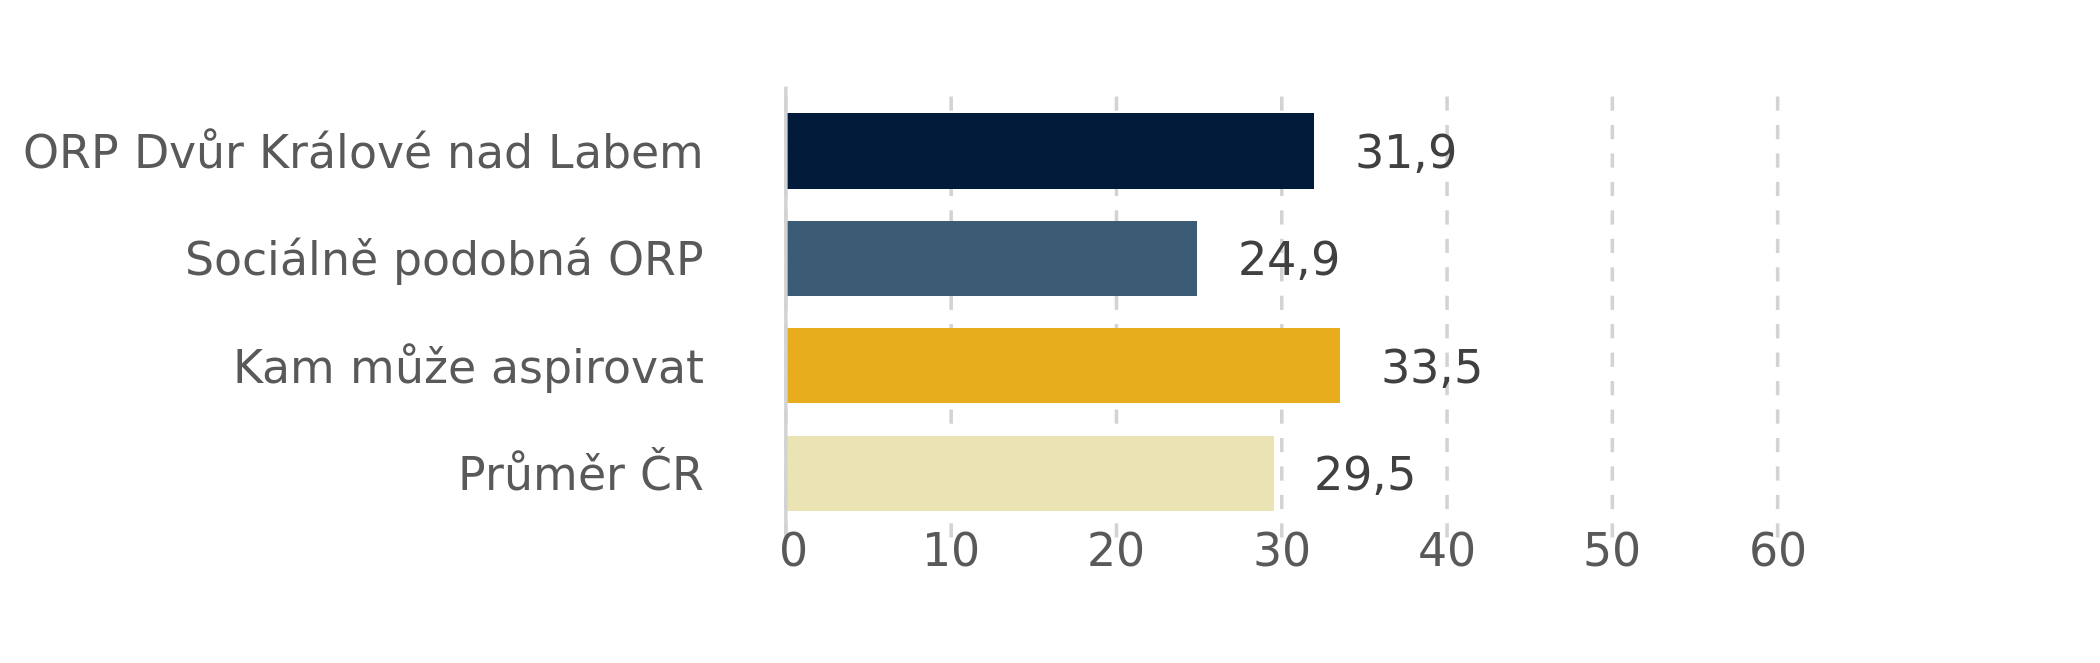 ORP Dvůr Králové nad Labem 31,9
Sociálně podobná ORP 24,9
Kam může aspirovat 33,5
Průměr ČR 29,5
0 10 20 30 40 50 60